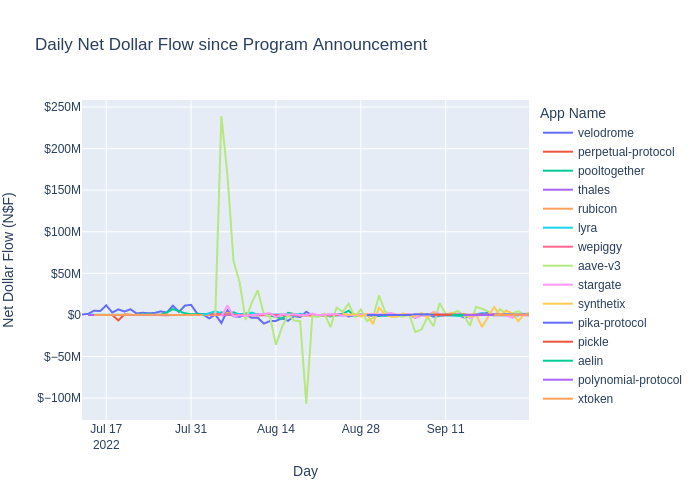 Daily Net Dollar Flow since Program Announcement
Net Dollar Flow (N$F)
$250M
$200M
$150M
$100M
$50M
$0
$−50M
$−100M
Jul 17
2022
Jul 31
Aug 14
Aug 28
Sep 11
Day
App Name
velodrome
perpetual-protocol
pooltogether
thales
rubicon
lyra
wepiggy
aave-v3
stargate
synthetix
pika-protocol
pickle
aelin
polynomial-protocol
xtoken